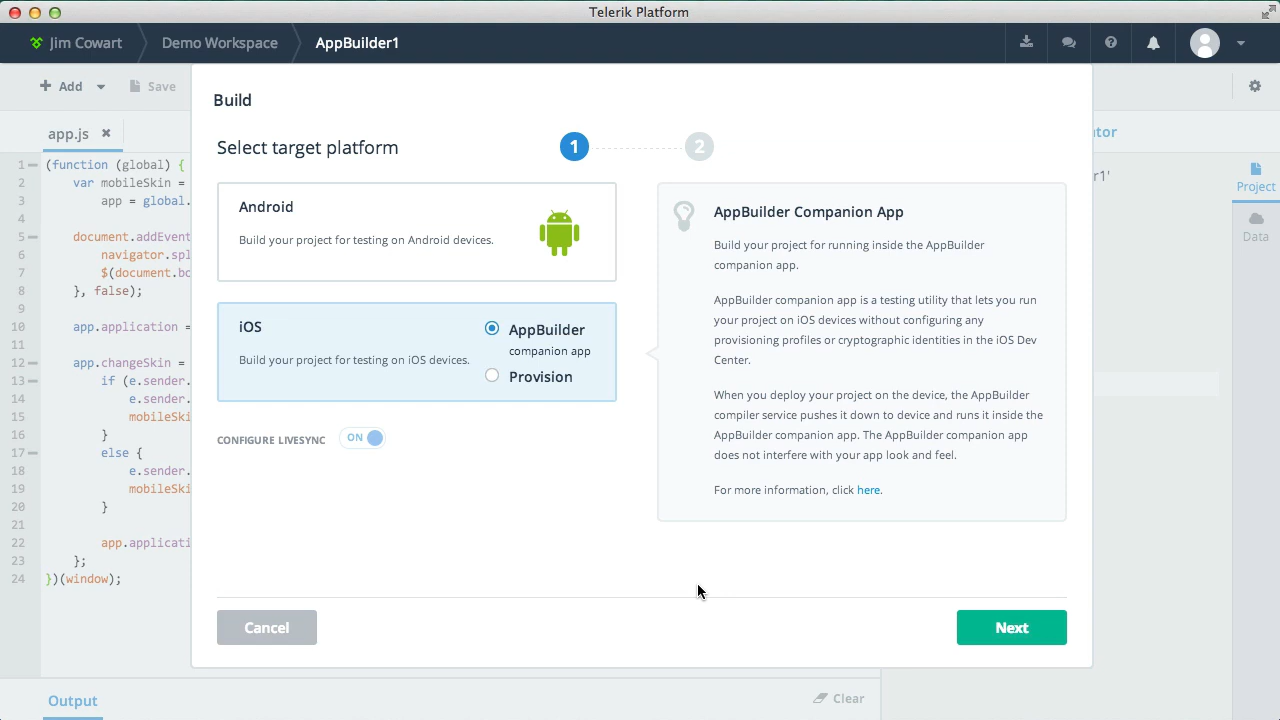 Telerik Platform
Jim Cowart
Demo Workspace
AppBuilder1
Add
Save
app.js
Build
Select target platform
1
2
Android
Build your project for testing on Android devices.
iOS
Build your project for testing on iOS devices.
AppBuilder
companion app
Provision
CONFIGURE LIVESYNC
ON
AppBuilder Companion App
Build your project for running inside the AppBuilder
companion app.
AppBuilder companion app is a testing utility that lets you run
your project on iOS devices without configuring any
provisioning profiles or cryptographic identities in the iOS Dev
Center.
When you deploy your project on the device, the AppBuilder
compiler service pushes it down to device and runs it inside the
AppBuilder companion app. The AppBuilder companion app
does not interfere with your app look and feel.
For more information, click here.
Cancel
Next
1 (function (global) {
2 var mobileSkin =
3 app = global.
4
5 document.addEvent
6 navigator.spl
7 $(document.bo
8 }, false);
9
10 app.application =
11
12 app.changeSkin =
13 if (e.sender.
14 e.sender.
15 mobileSki
16 }
17 else {
18 e.sender.
19 mobileSki
20 }
21
22 app.applicati
23 };
24 })(window);
tor
r1'
Project
Data
Output
Clear